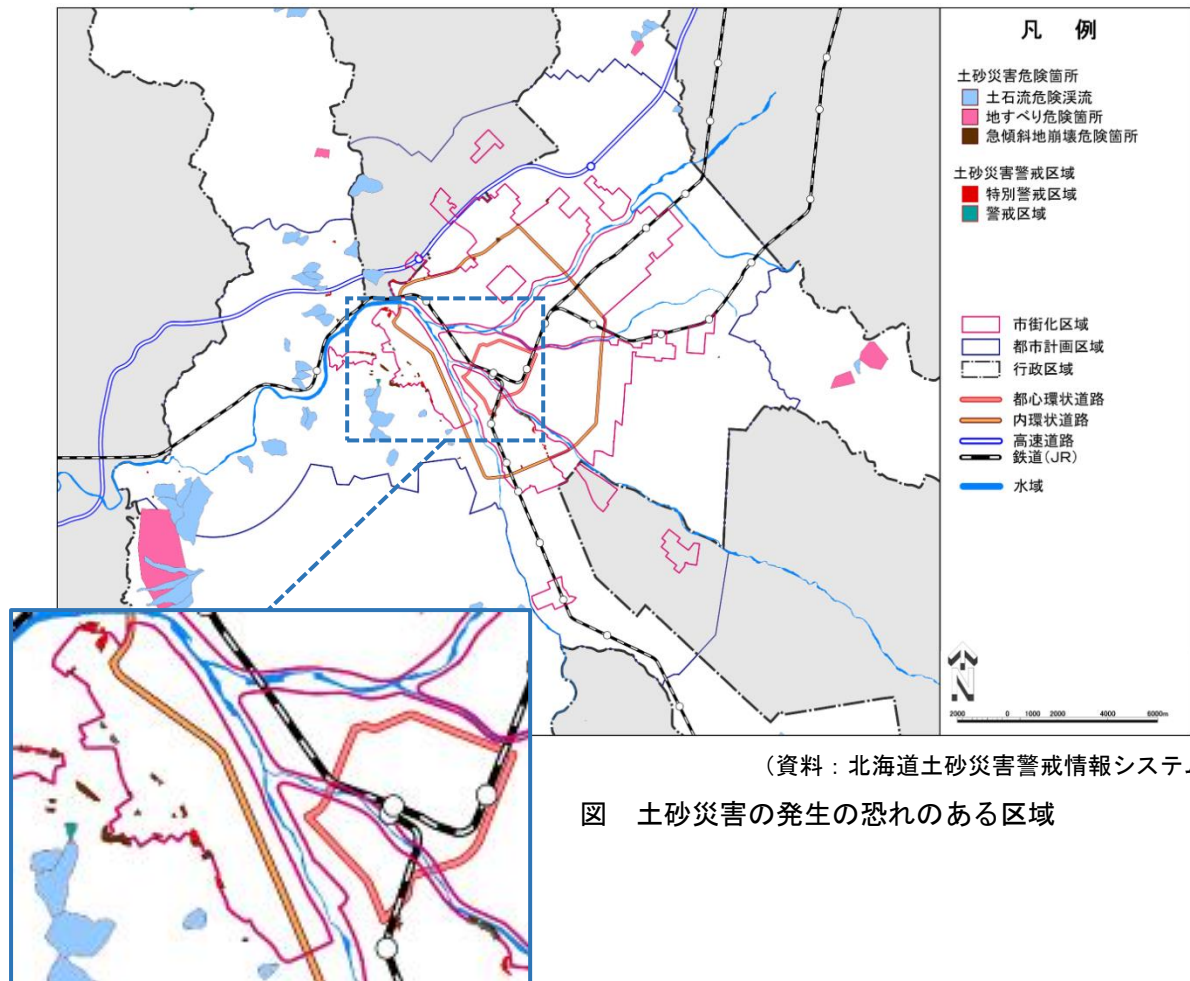 凡 例
土砂災害危険箇所
土石流危険渓流
地すべり危険箇所
急傾斜地崩壊危険箇所
土砂災害警戒区域
特別警戒区域
警戒区域
市街化区域
都市計画区域
行政区域
都心環状道路
内環状道路
高速道路
鉄道(JR)
水域
N
2000 0 1000 2000 4000 6000m
(資料:北海道土砂災害警戒情報システ
図 土砂災害の発生の恐れのある区域